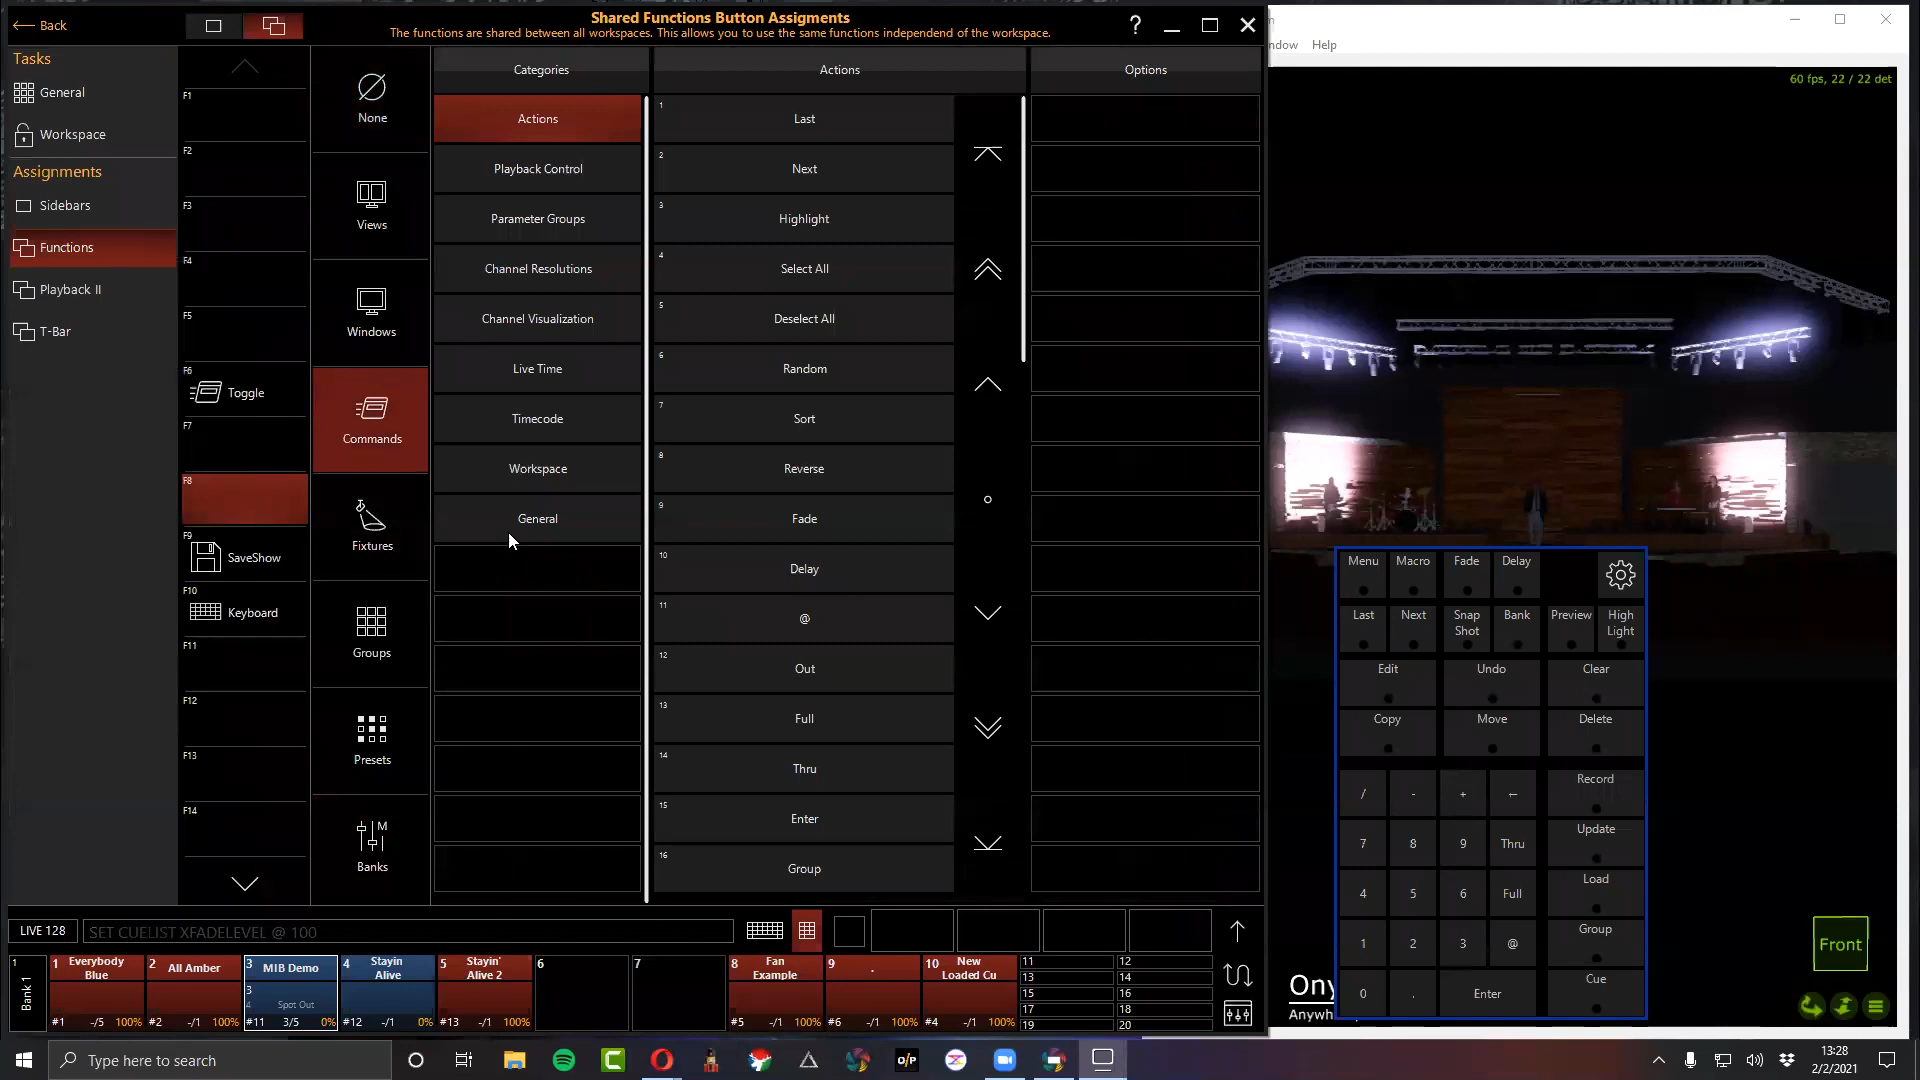 Back
Shared Functions Button Assigments
The functions are shared between all workspaces. This allows you to use the same functions independend of the workspace.
?
Tasks
General
Workspace
Assignments
Sidebars
Functions
Playback II
T-Bar
F1
F2
F3
F4
F5
F6
Toggle
F7
F8
F9
SaveShow
F10
Keyboard
F11
F12
F13
F14
None
Views
Windows
Commands
Fixtures
Groups
Presets
M
Banks
Categories
Actions
Playback Control
Parameter Groups
Channel Resolutions
Channel Visualization
Live Time
Timecode
Workspace
General
Actions
1 Last
2 Next
3 Highlight
4 Select All
5 Deselect All
6 Random
7 Sort
8 Reverse
9 Fade
10 Delay
11 @
12 Out
13 Full
14 Thru
15 Enter
16 Group
Options
LIVE 128
SET CUELIST XFADELEVEL @ 100
1
Bank 1
1 Everybody Blue
#1 -/5 100%
2 All Amber
#2 -/1 100%
3 MIB Demo
3
4 Spot Out
#11 3/5 0%
4 Stayin Alive
#12 -/1 0%
5 Stayin' Alive 2
#13 -/1 100%
6
7
8 Fan Example
#5 -/1 100%
9 .
#6 -/1 100%
10 New Loaded Cu
#4 -/1 100%
11 12
13 14
15 16
17 18
19 20
ndow Help
60 fps, 22 / 22 det
Menu Macro Fade Delay
Last Next Snap Shot Bank Preview High Light
Edit Undo Clear
Copy Move Delete
/ - + ← Record
7 8 9 Thru Update
4 5 6 Full Load
1 2 3 @ Group
0 . Enter Cue
Front
Ony
Anywh
Type here to search
o/p
13:28
2/2/2021